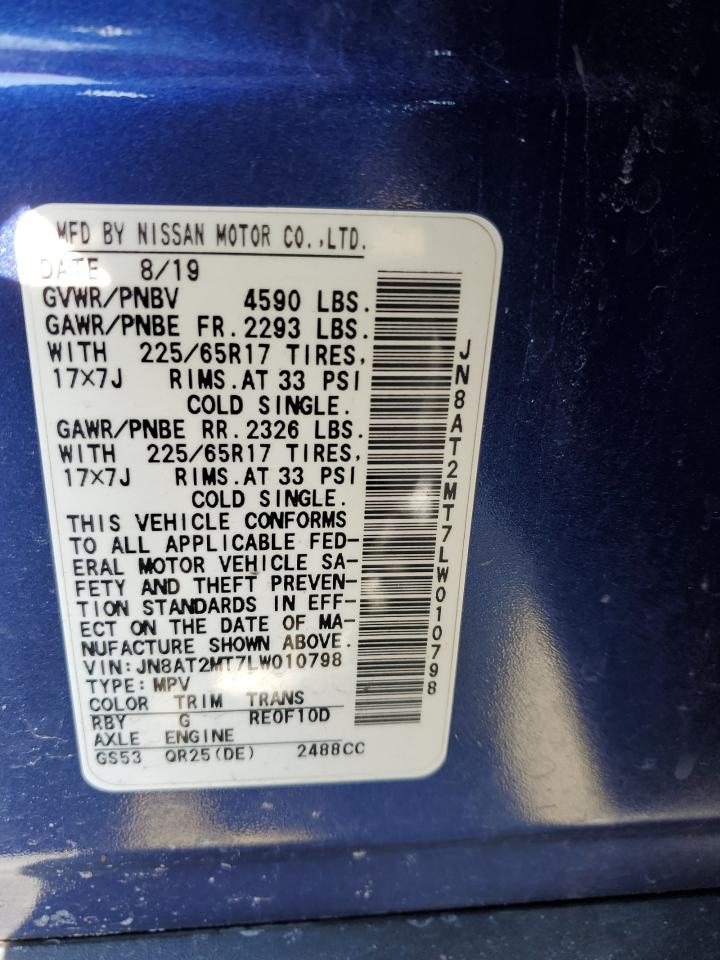 MFD BY NISSAN MOTOR CO.,LTD.
DATE 8/19
GVWR/PNBV 4590 LBS.
GAWR/PNBE FR. 2293 LBS.
WITH 225/65R17 TIRES,
17×7J RIMS.AT 33 PSI
COLD SINGLE.
GAWR/PNBE RR. 2326 LBS.
WITH 225/65R17 TIRES,
17×7J RIMS.AT 33 PSI
COLD SINGLE.
THIS VEHICLE CONFORMS
TO ALL APPLICABLE FED-
ERAL MOTOR VEHICLE SA-
FETY AND THEFT PREVEN-
TION STANDARDS IN EFF-
ECT ON THE DATE OF MA-
NUFACTURE SHOWN ABOVE.
VIN:JN8AT2MT7LW010798
TYPE:MPV
COLOR TRIM TRANS
RBY G RE0F10D
AXLE ENGINE
GS53 QR25(DE) 2488CC
JN8AT2MT7LW010798